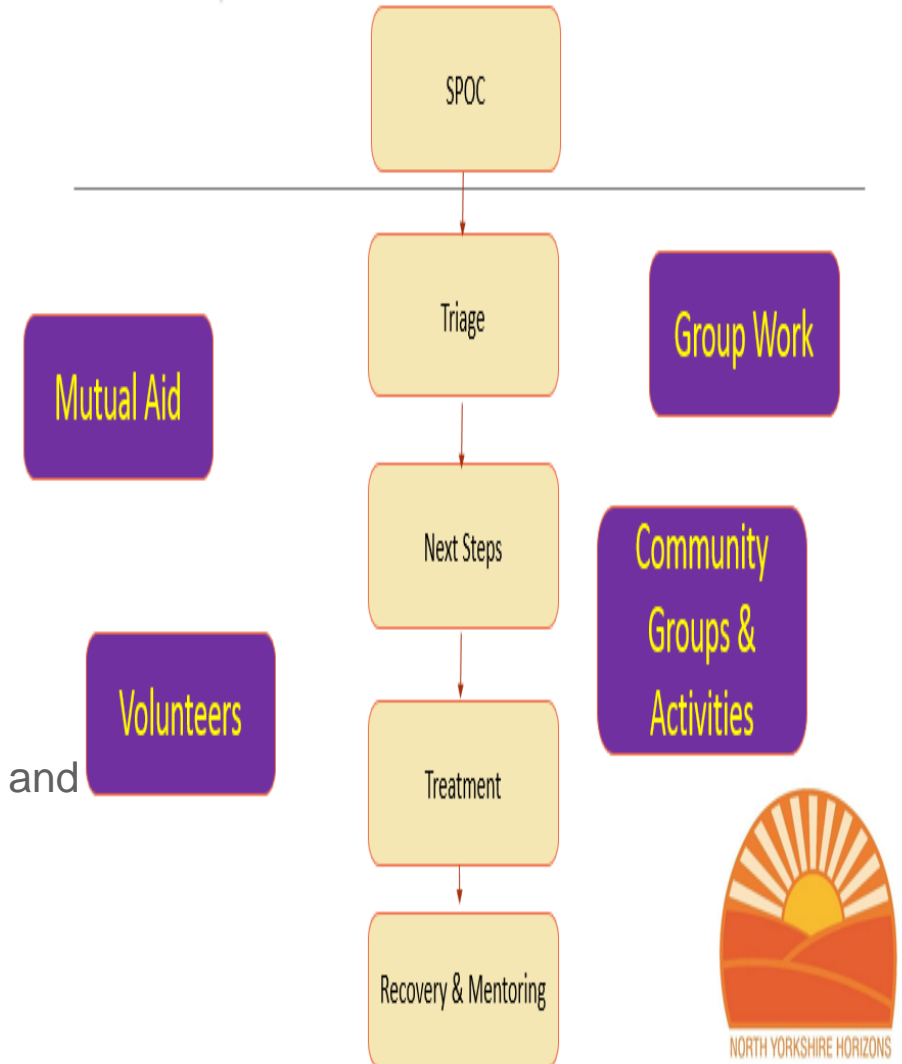 SPOC
Triage
Group Work
Mutual Aid
Next Steps
Community
Groups &
Activities
Volunteers
and
Treatment
Recovery & Mentoring
NORTH YORKSHIRE HORIZONS